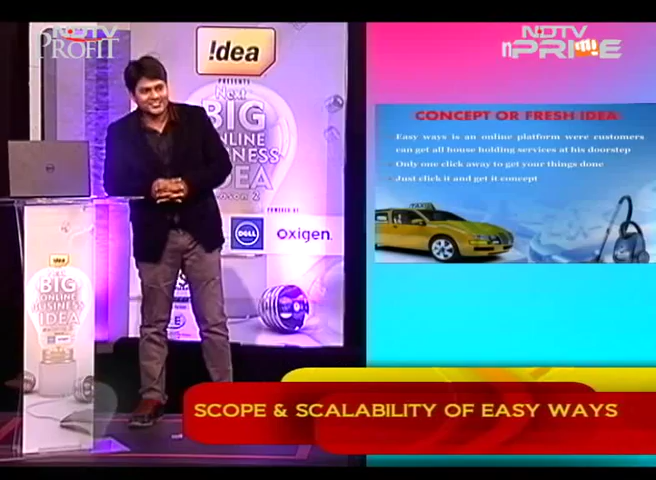 NDTV
PROFIT
NDTV
PRIME
!dea
PRESENTS
Next
BIG
ONLINE
BUSINESS
IDEA
Season 2
POWERED BY
DELL
OXIGEN
CONCEPT OR FRESH IDEA
Easy ways is an online platform were customers
can get all house holding services at his doorstep
Only one click away to get your things done
Just click it and get it concept
TAXI
DELL
!dea
BIG
ONLINE
BUSINESS
IDEA
SCOPE & SCALABILITY OF EASY WAYS
NDTV